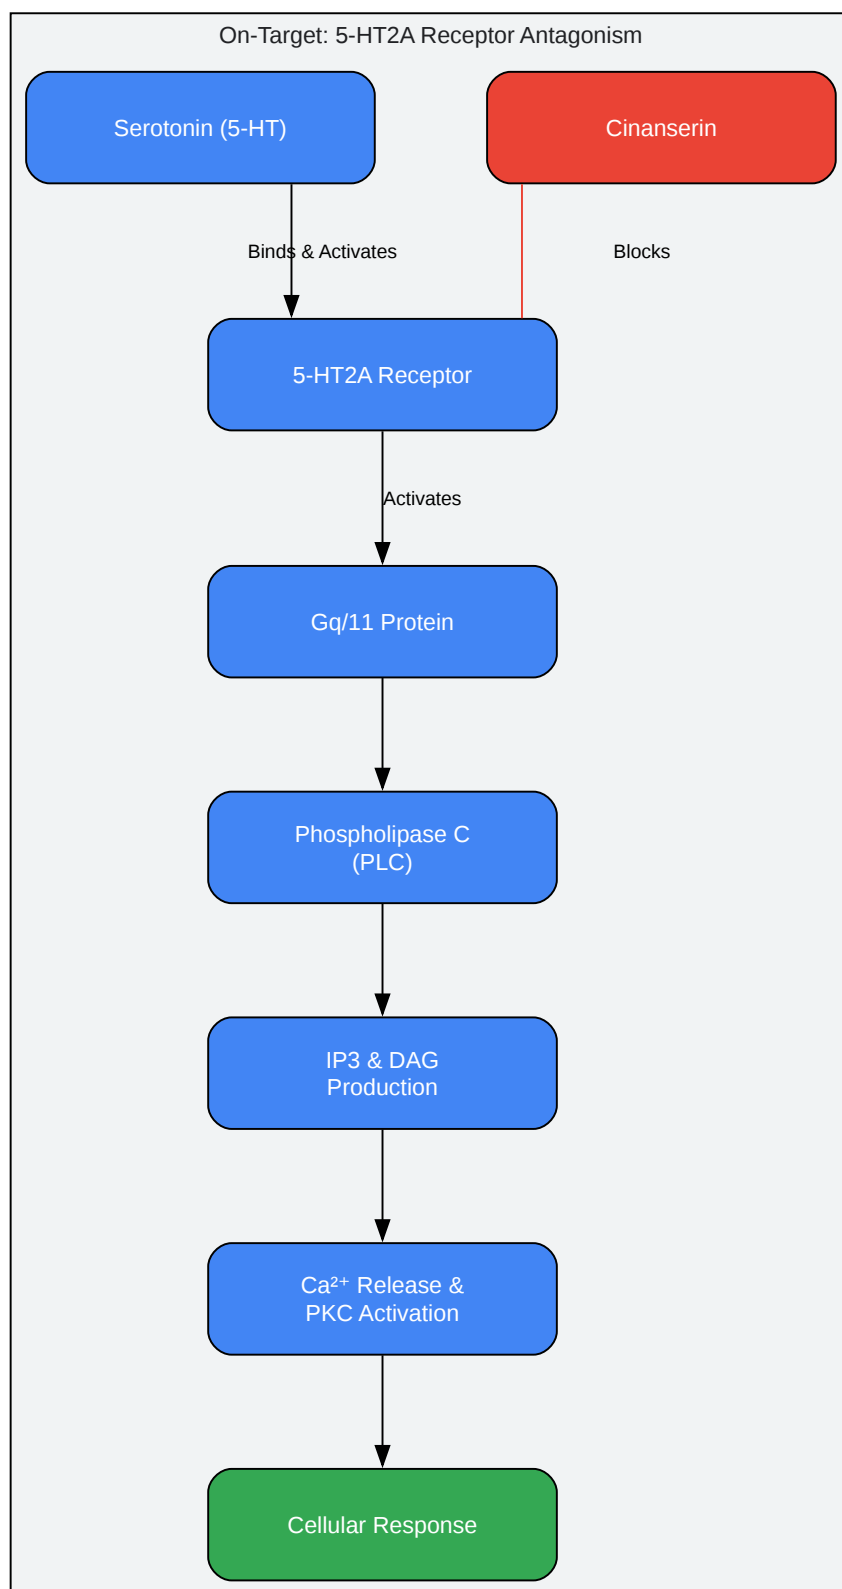 On-Target: 5-HT2A Receptor Antagonism
Serotonin (5-HT)
Cinanserin
Binds & Activates
Blocks
5-HT2A Receptor
Activates
Gq/11 Protein
Phospholipase C
(PLC)
IP3 & DAG
Production
Ca²⁺ Release &
PKC Activation
Cellular Response